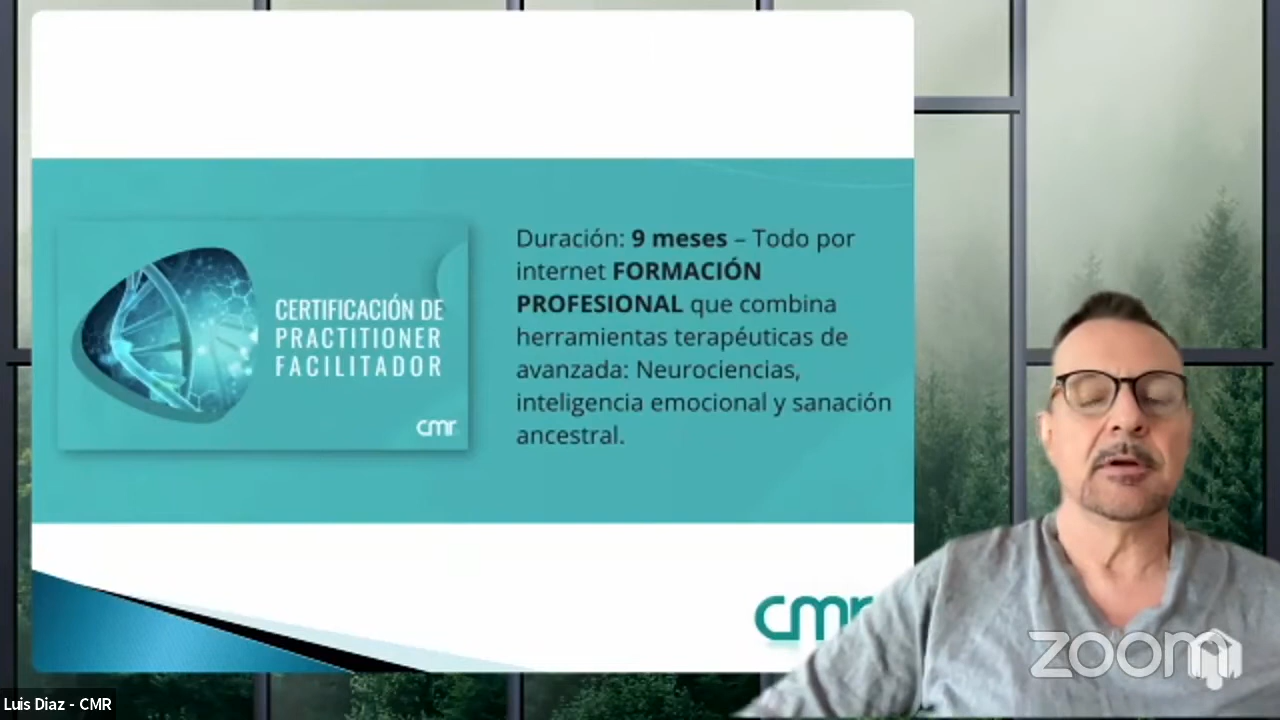 Duración: 9 meses – Todo por
internet FORMACIÓN
PROFESIONAL que combina
herramientas terapéuticas de
avanzada: Neurociencias,
inteligencia emocional y sanación
ancestral.
CERTIFICACIÓN DE
PRACTITIONER
FACILITADOR
cmr
cmr
zoom
Luis Diaz - CMR